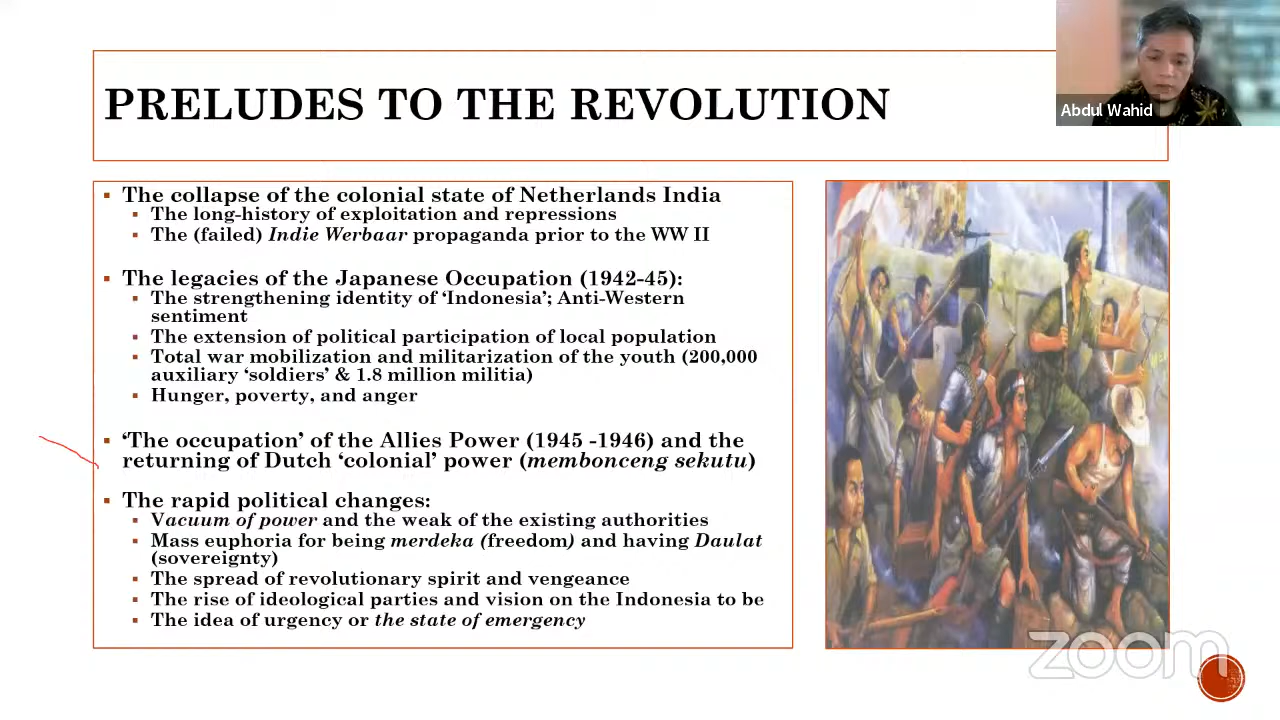 PRELUDES TO THE REVOLUTION
Abdul Wahid
The collapse of the colonial state of Netherlands India
The long-history of exploitation and repressions
The (failed) Indie Werbaar propaganda prior to the WW II
The legacies of the Japanese Occupation (1942-45):
The strengthening identity of ‘Indonesia’; Anti-Western
sentiment
The extension of political participation of local population
Total war mobilization and militarization of the youth (200,000
auxiliary ‘soldiers’ & 1.8 million militia)
Hunger, poverty, and anger
‘The occupation’ of the Allies Power (1945 -1946) and the
returning of Dutch ‘colonial’ power (membonceng sekutu)
The rapid political changes:
Vacuum of power and the weak of the existing authorities
Mass euphoria for being merdeka (freedom) and having Daulat
(sovereignty)
The spread of revolutionary spirit and vengeance
The rise of ideological parties and vision on the Indonesia to be
The idea of urgency or the state of emergency
zoom